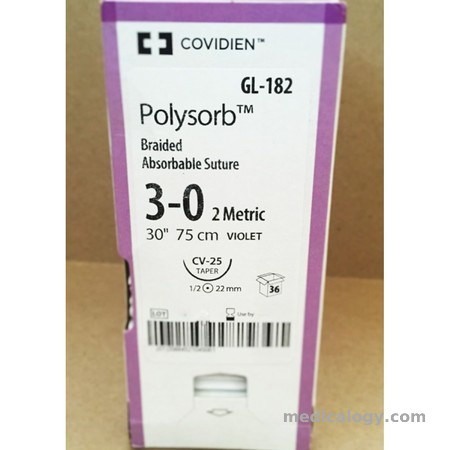 COVIDIEN™
GL-182
Polysorb™
Braided
Absorbable Suture
3-0 2 Metric
30" 75 cm VIOLET
CV-25
TAPER
1/2 22 mm
36
LOT
Use by
medicalogy.com